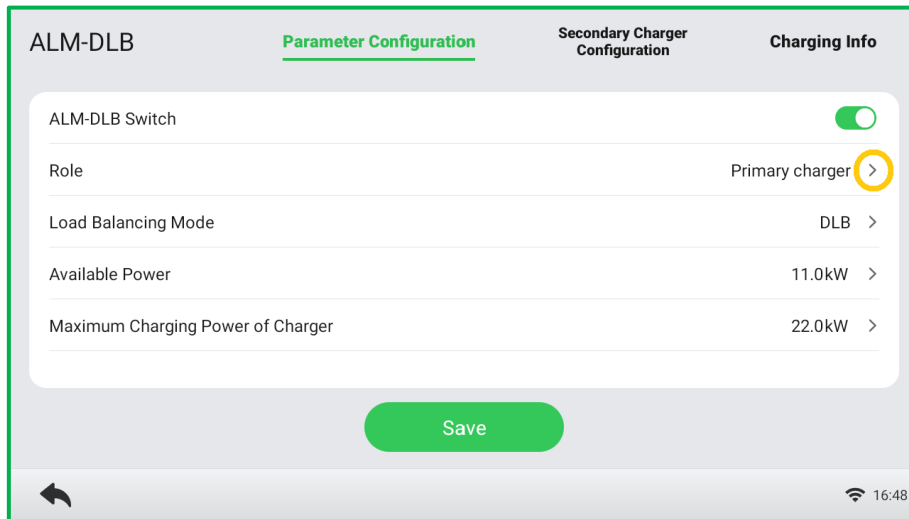 ALM-DLB
Parameter Configuration
Secondary Charger
Configuration
Charging Info
ALM-DLB Switch
Role
Primary charger
Load Balancing Mode
DLB
Available Power
11.0kW
Maximum Charging Power of Charger
22.0kW
Save
16:48